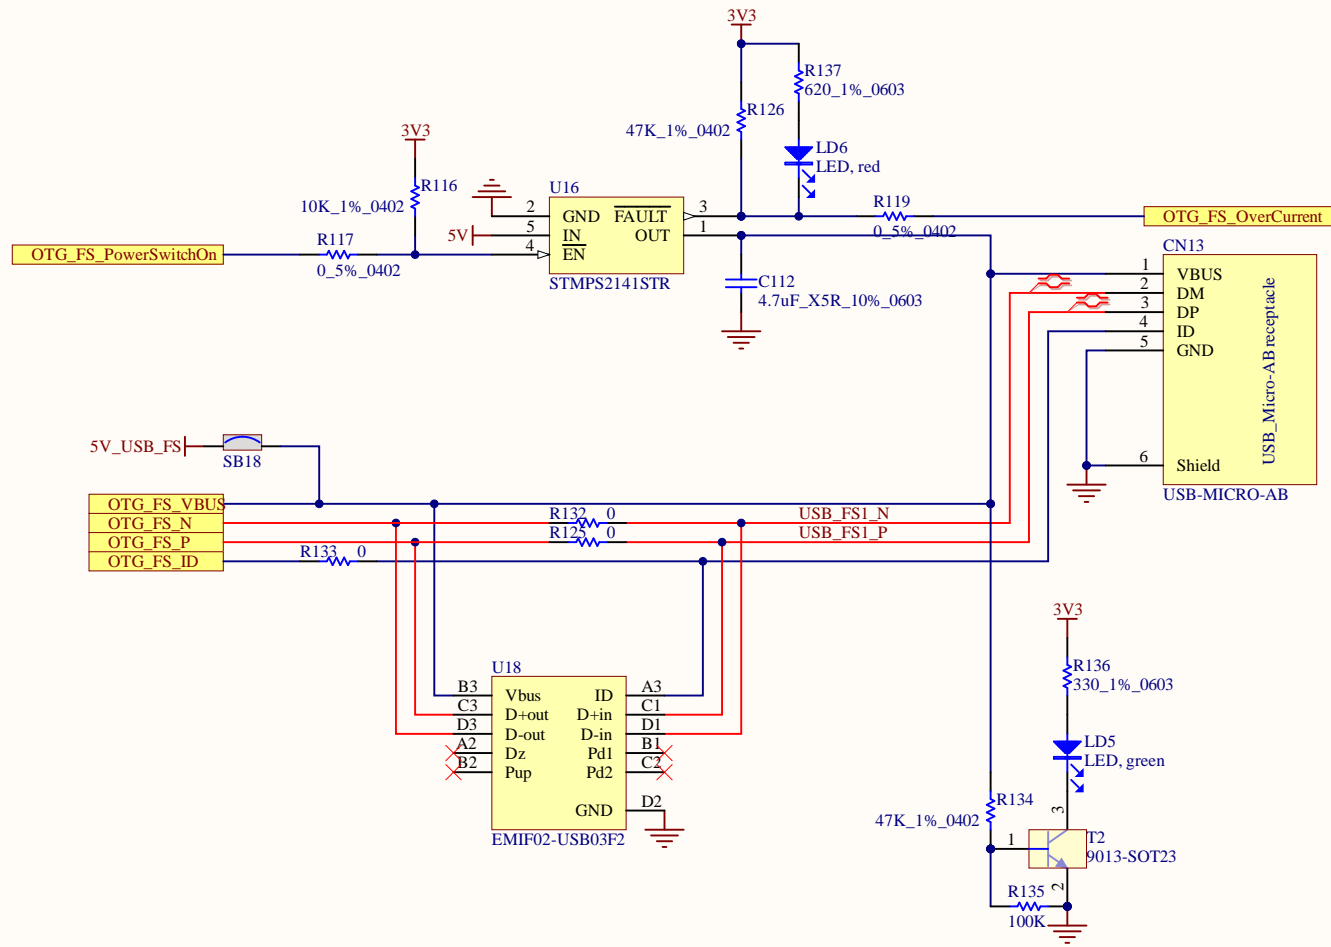 3V3
R137
620_1%_0603
R126
47K_1%_0402
3V3
LD6
LED, red
R116
10K_1%_0402
U16
2 GND FAULT 3
5V 5 IN OUT 1
4 EN
STMPS2141STR
R119
0_5%_0402
OTG_FS_OverCurrent
R117
0_5%_0402
OTG_FS_PowerSwitchOn
C112
4.7uF_X5R_10%_0603
CN13
1 VBUS
2 DM
3 DP
4 ID
5 GND
6 Shield
USB_Micro-AB receptacle
USB-MICRO-AB
5V_USB_FS
SB18
OTG_FS_VBUS
OTG_FS_N
OTG_FS_P
OTG_FS_ID
R132 0
R125 0
R133 0
USB_FS1_N
USB_FS1_P
U18
B3 Vbus ID A3
C3 D+out D+in C1
D3 D-out D-in D1
A2 Dz Pd1 B1
B2 Pup Pd2 C2
GND D2
EMIF02-USB03F2
3V3
R136
330_1%_0603
LD5
LED, green
R134
47K_1%_0402
3
1
T2
9013-SOT23
2
R135
100K